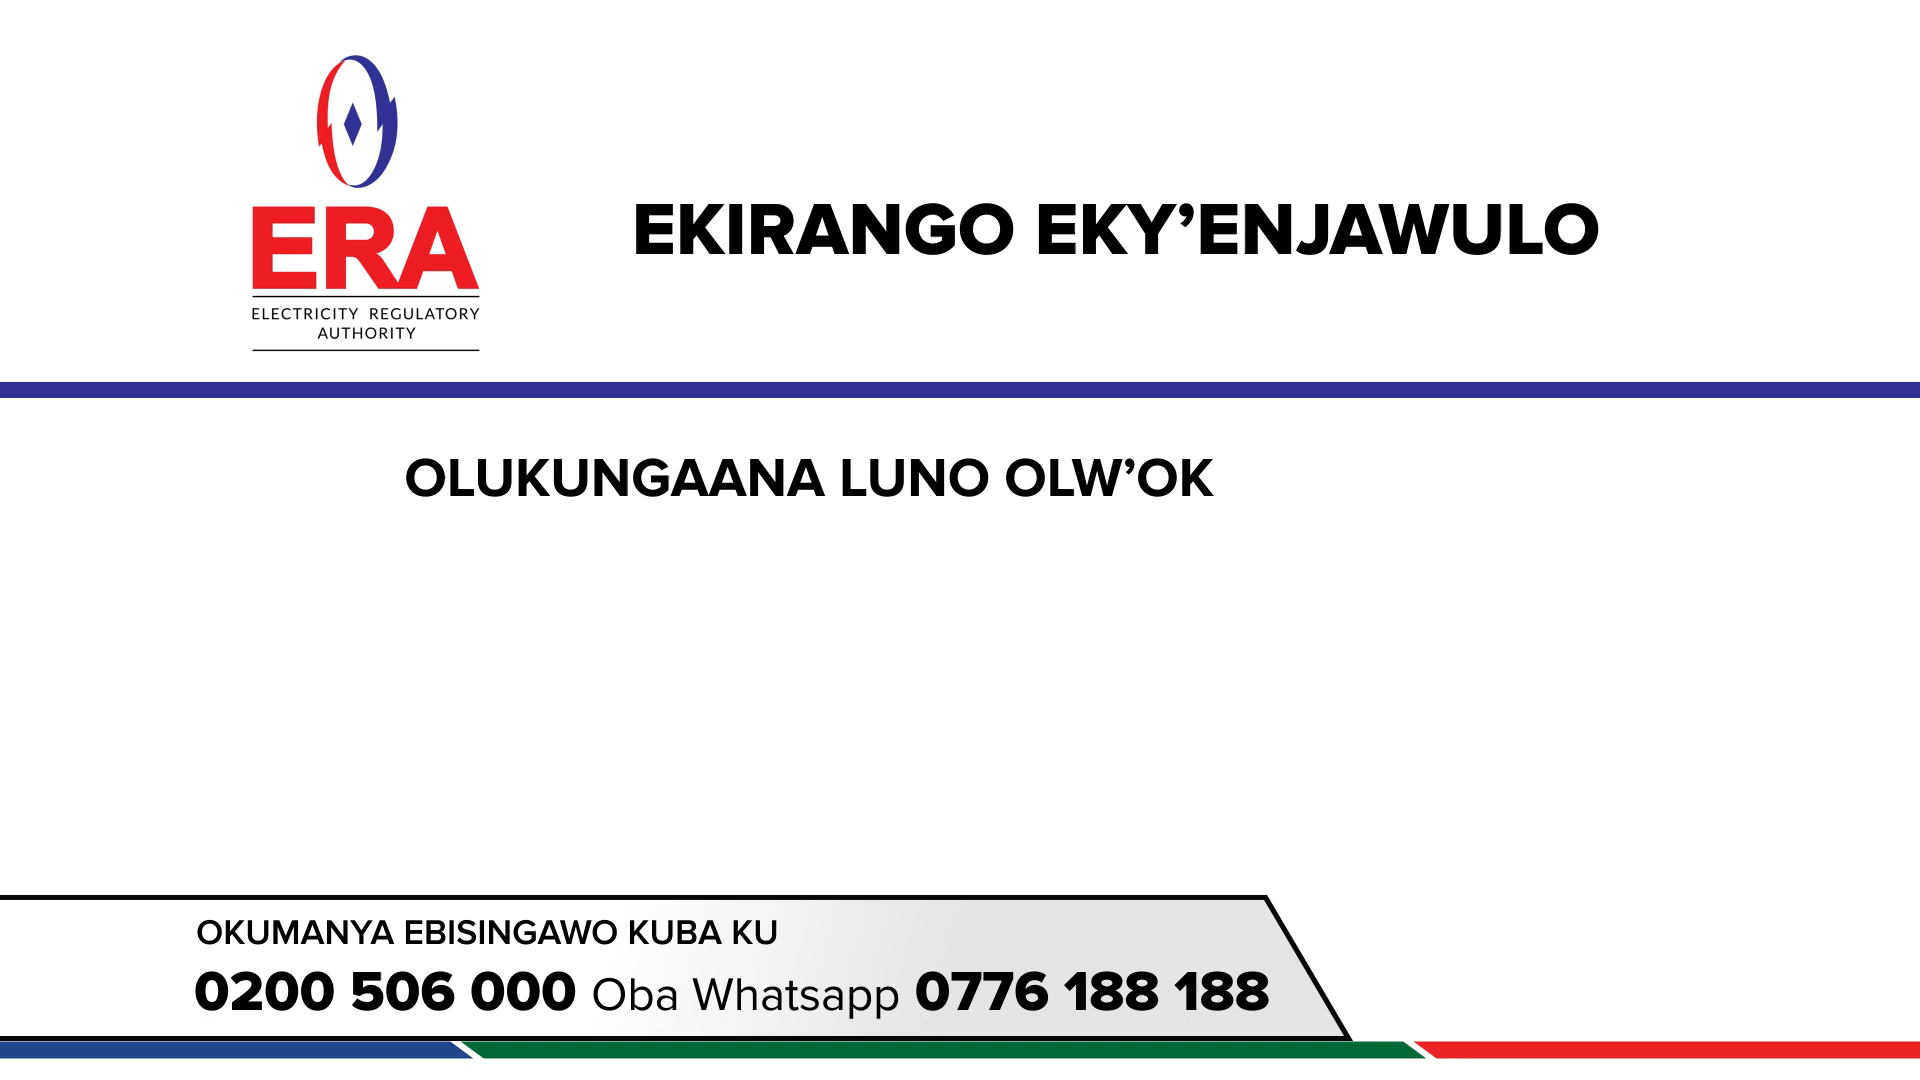 ERA
ELECTRICITY REGULATORY
AUTHORITY
EKIRANGO EKY’ENJAWULO
OLUKUNGAANA LUNO OLW’OK
OKUMANYA EBISINGAWO KUBA KU
0200 506 000 Oba Whatsapp 0776 188 188